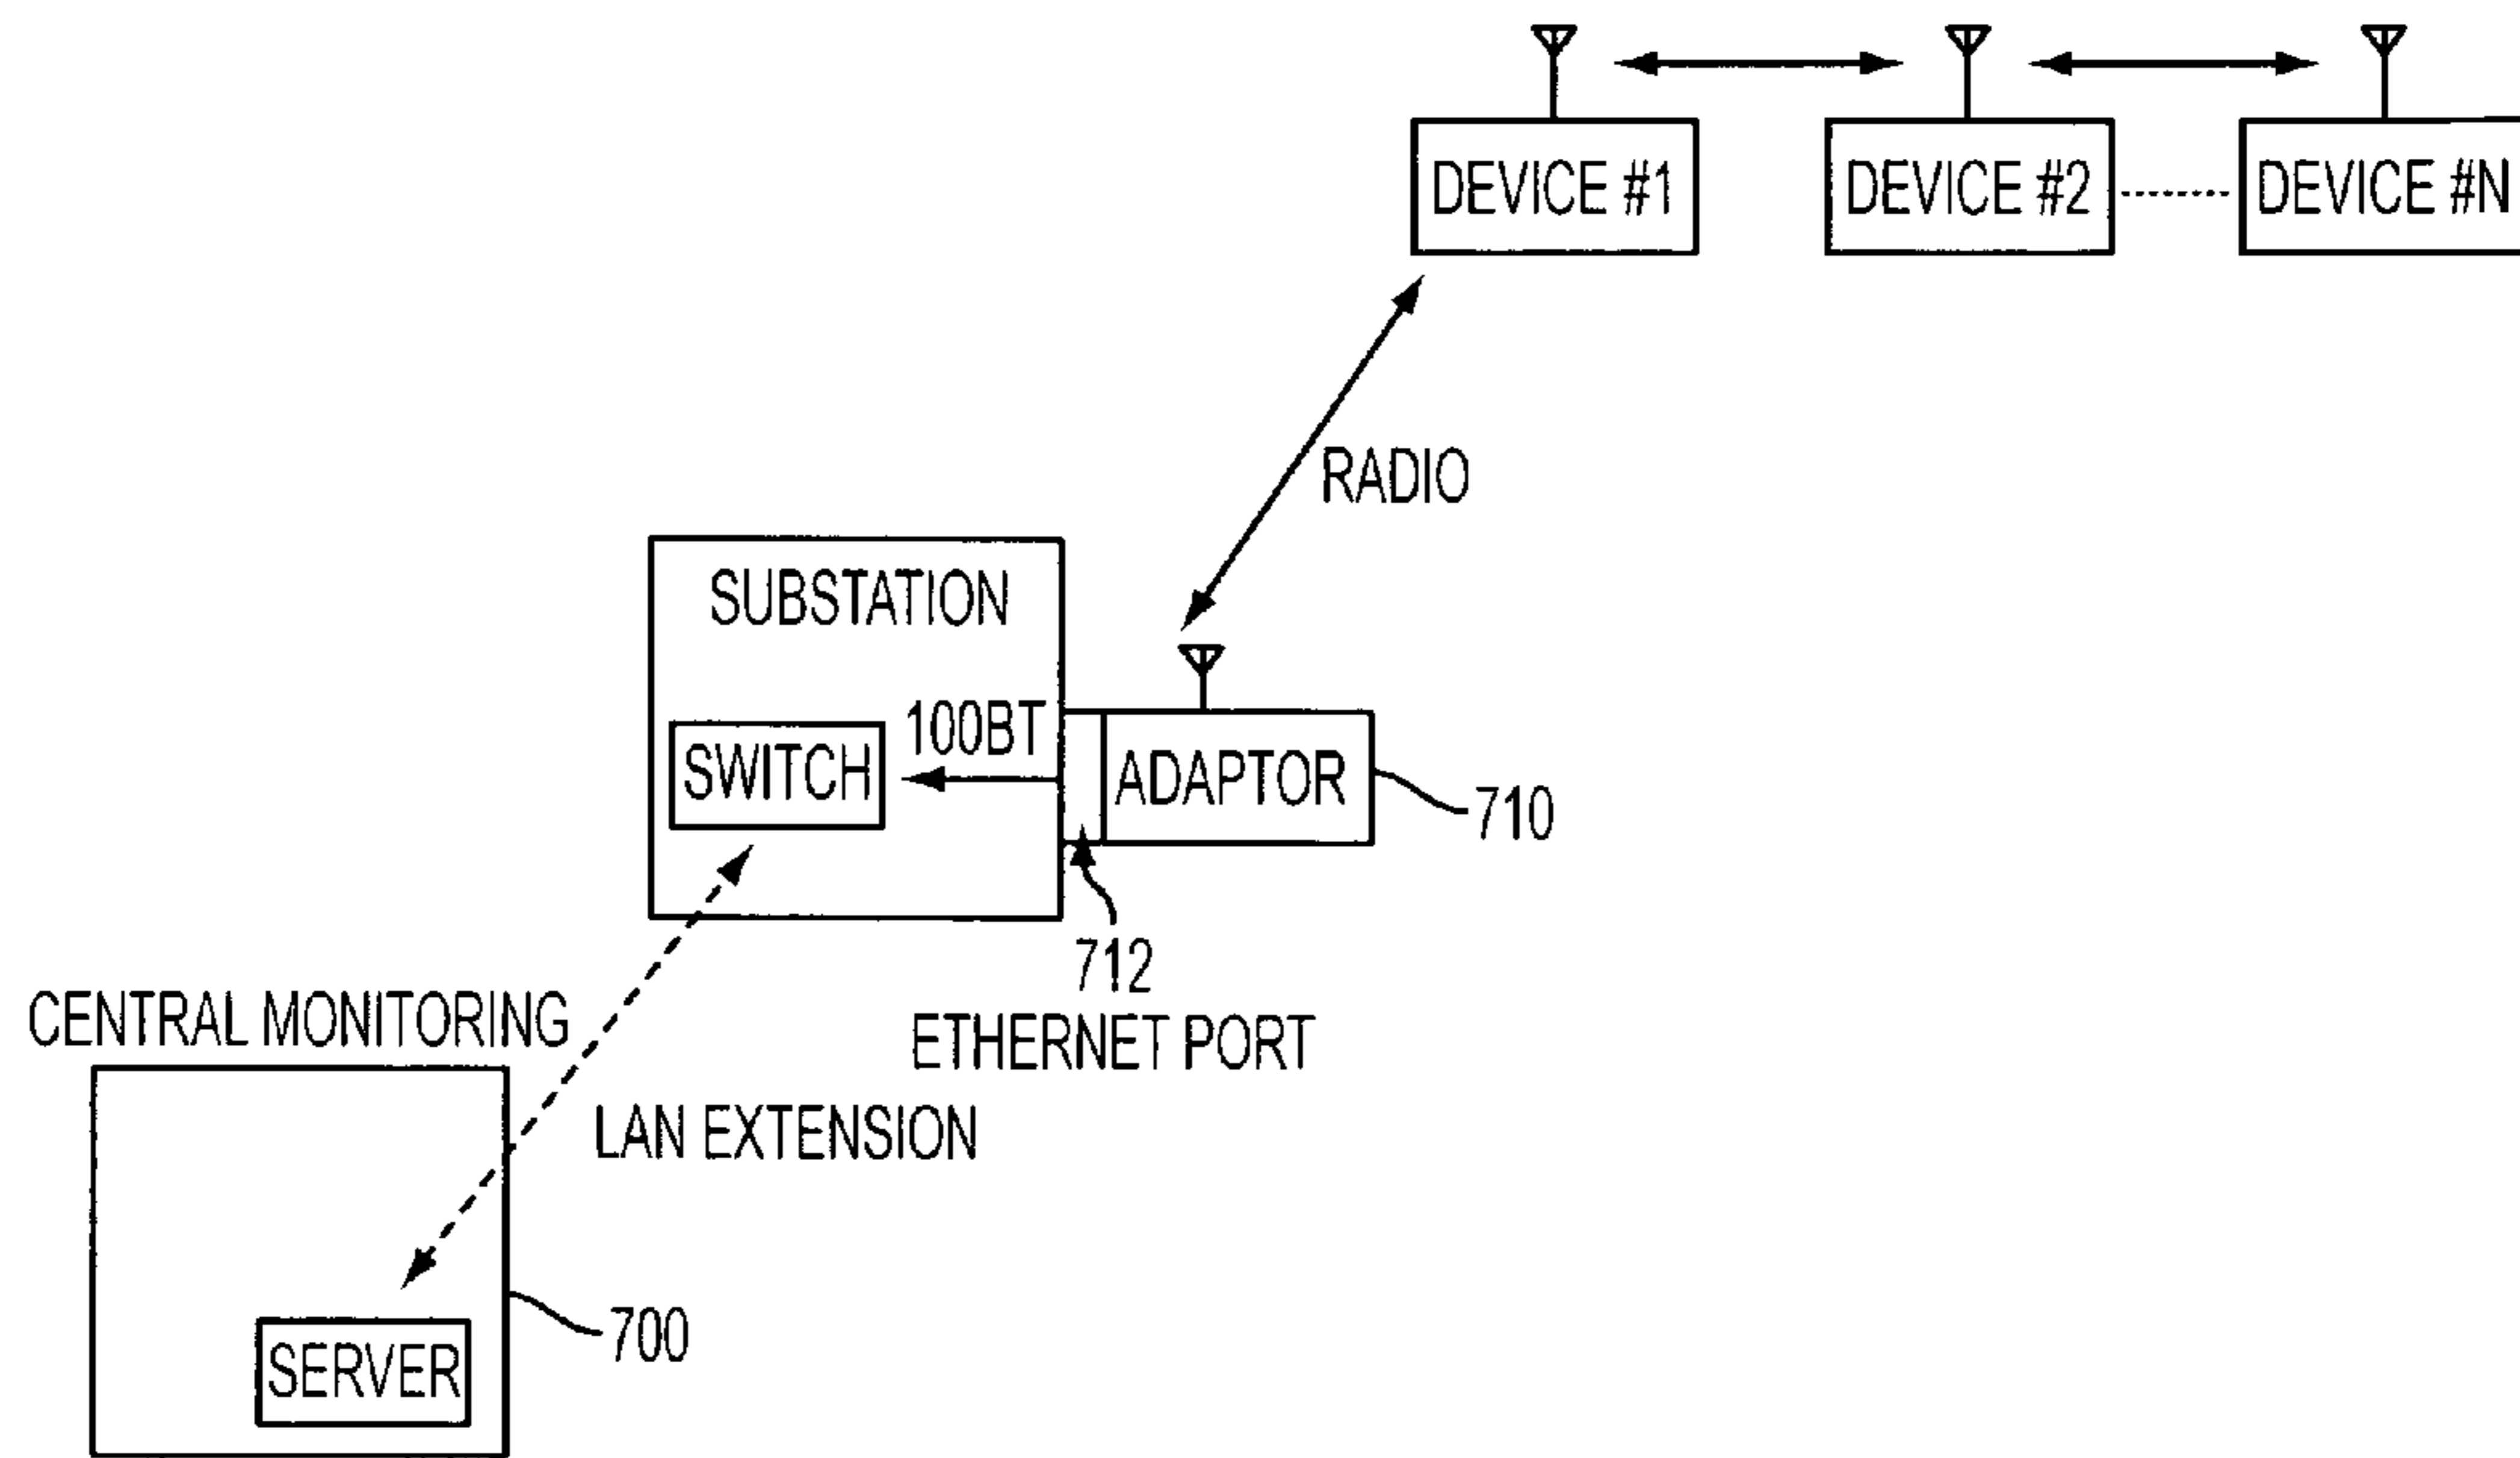 DEVICE #1
DEVICE #2
DEVICE #N
RADIO
SUBSTATION
100BT
SWITCH
ADAPTOR
710
712
ETHERNET PORT
CENTRAL MONITORING
LAN EXTENSION
700
SERVER